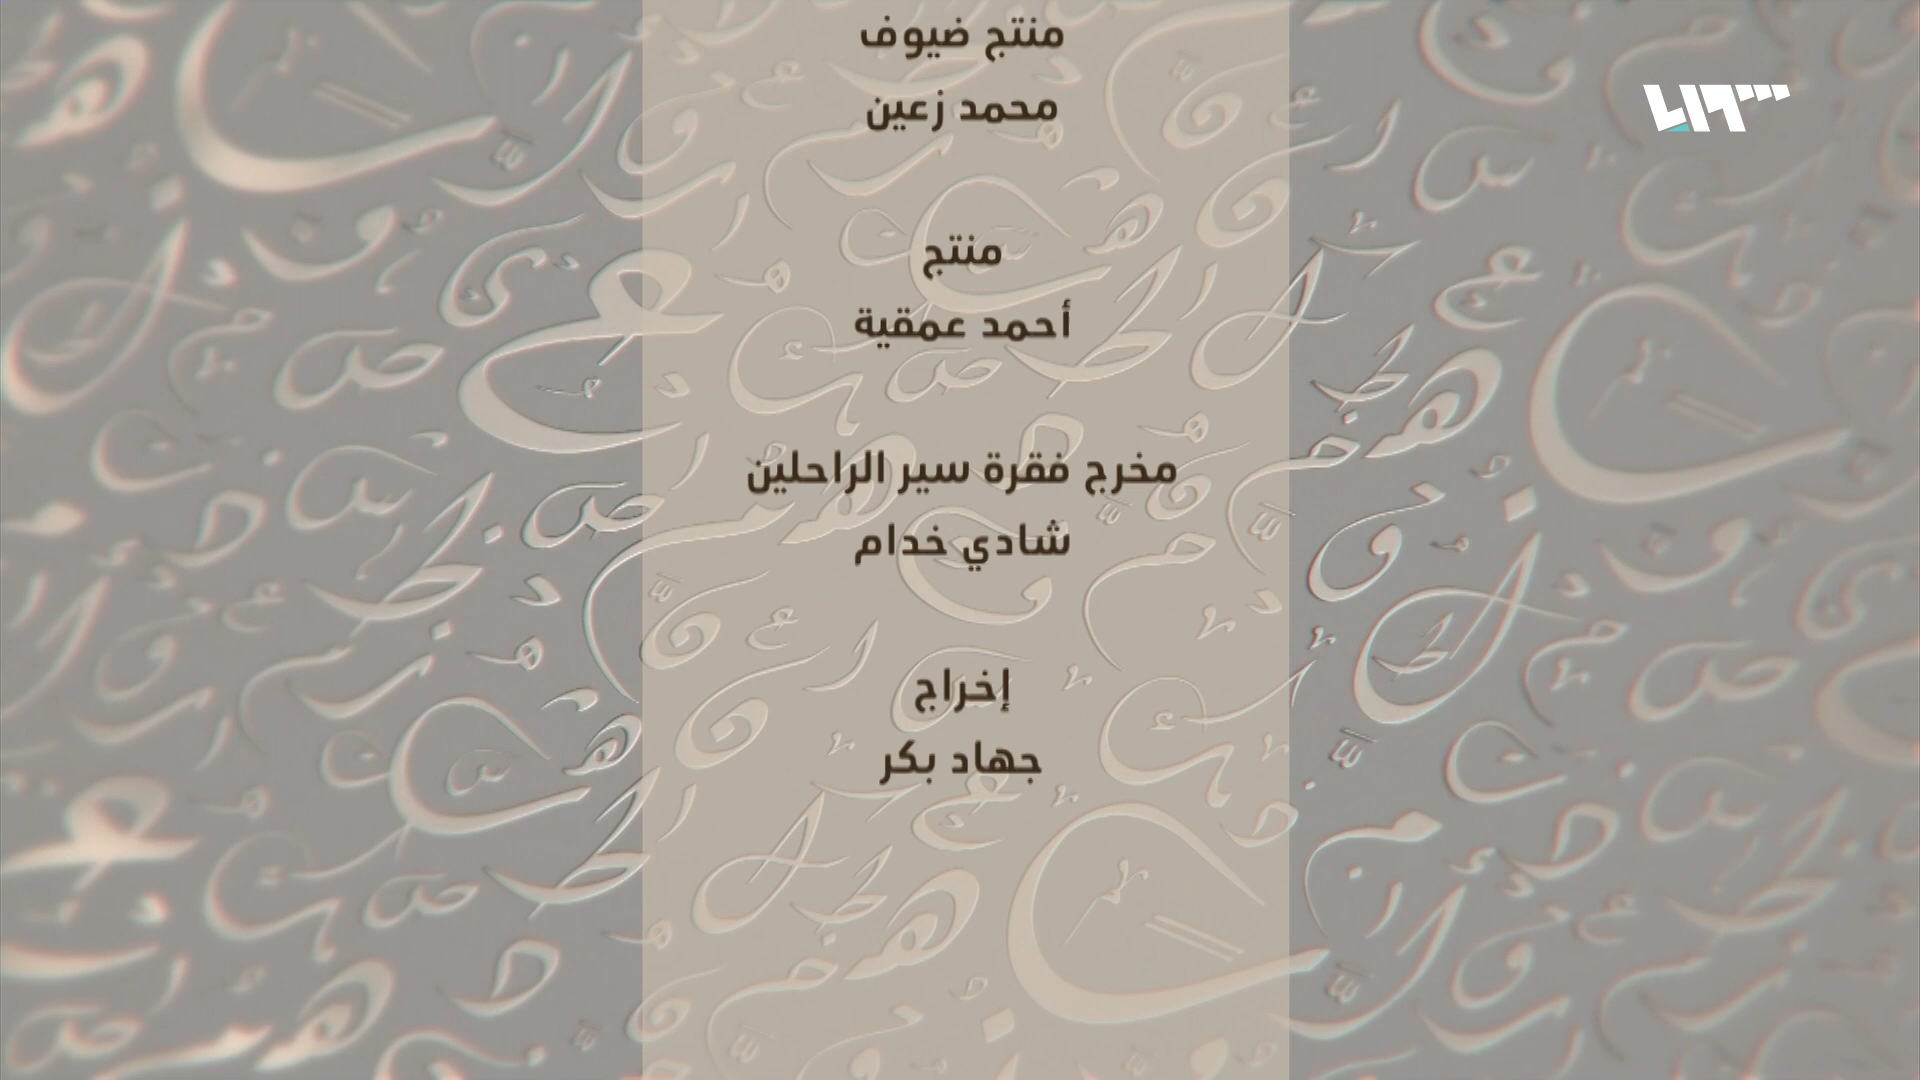 منتج ضيوف
محمد زعين
منتج
أحمد عمقية
مخرج فقرة سير الراحلين
شادي خدام
إخراج
جهاد بكر